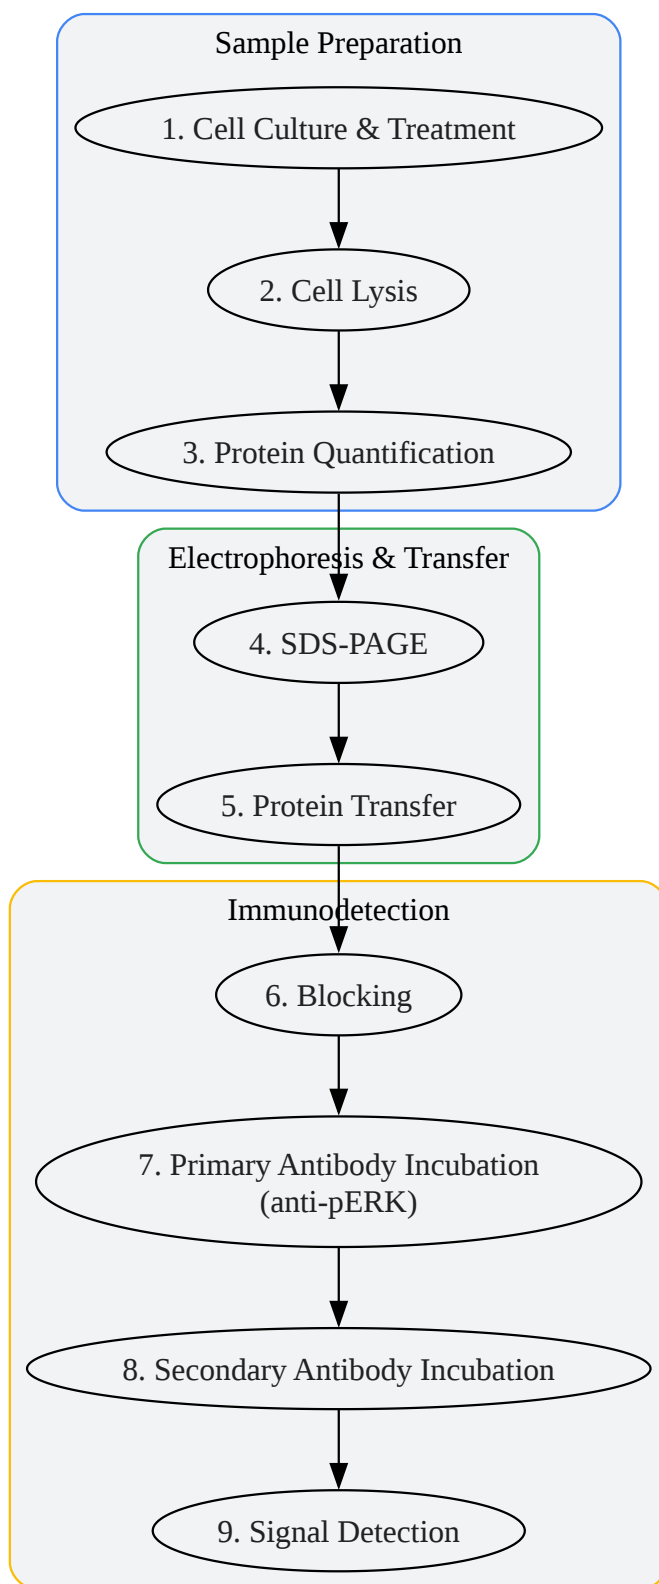 Sample Preparation
1. Cell Culture & Treatment
2. Cell Lysis
3. Protein Quantification
Electrophoresis & Transfer
4. SDS-PAGE
5. Protein Transfer
Immunodetection
6. Blocking
7. Primary Antibody Incubation
(anti-pERK)
8. Secondary Antibody Incubation
9. Signal Detection